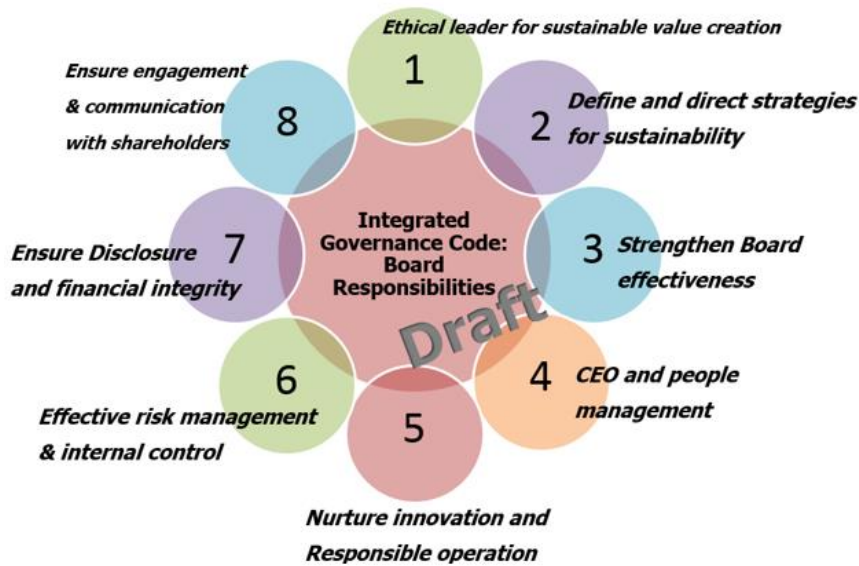 1
Ethical leader for sustainable value creation
2
Define and direct strategies
for sustainability
3
Strengthen Board
effectiveness
4
CEO and people
management
5
Nurture innovation and
Responsible operation
6
Effective risk management
& internal control
7
Ensure Disclosure
and financial integrity
8
Ensure engagement
& communication
with shareholders
Integrated
Governance Code:
Board
Responsibilities
Draft